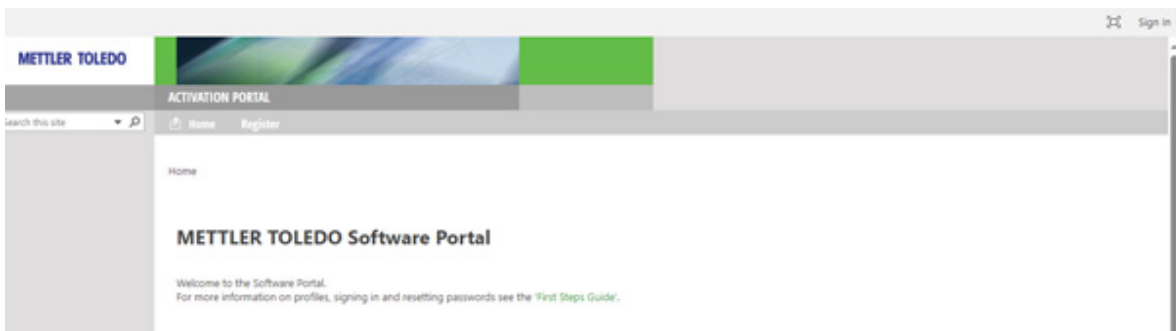 Sign In
METTLER TOLEDO
ACTIVATION PORTAL
Search this site
Home Register
Home
METTLER TOLEDO Software Portal
Welcome to the Software Portal.
For more information on profiles, signing in and resetting passwords see the 'First Steps Guide'.